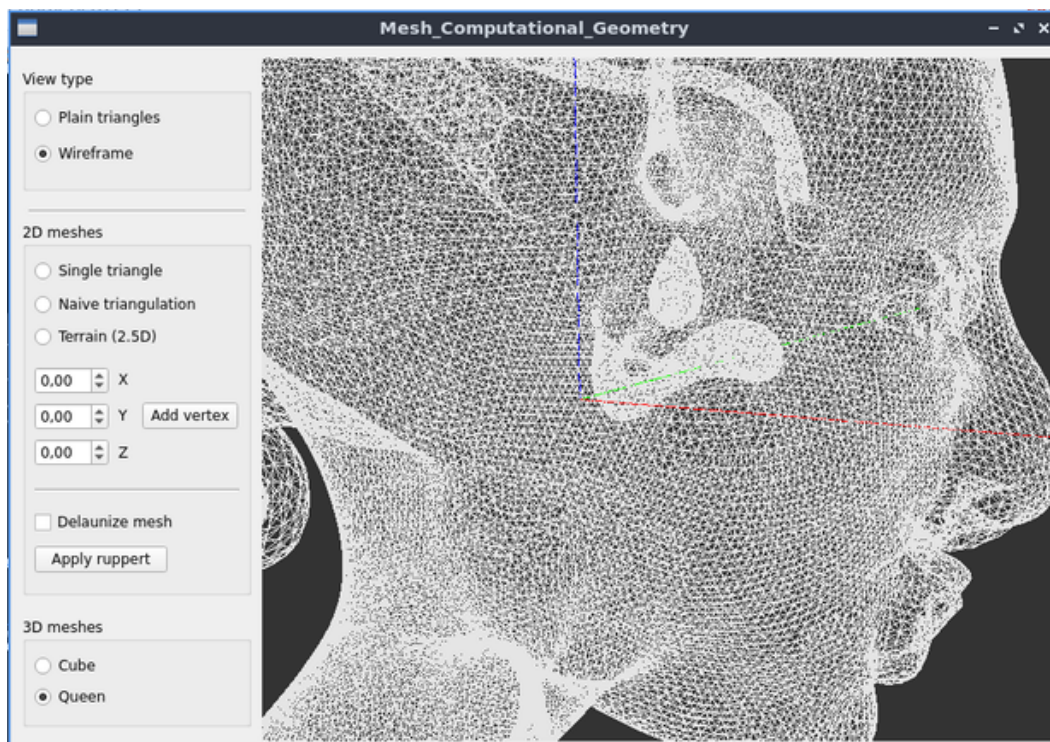 Mesh_Computational_Geometry
View type
Plain triangles
Wireframe
2D meshes
Single triangle
Naive triangulation
Terrain (2.5D)
0,00 X
0,00 Y Add vertex
0,00 Z
Delaunize mesh
Apply ruppert
3D meshes
Cube
Queen